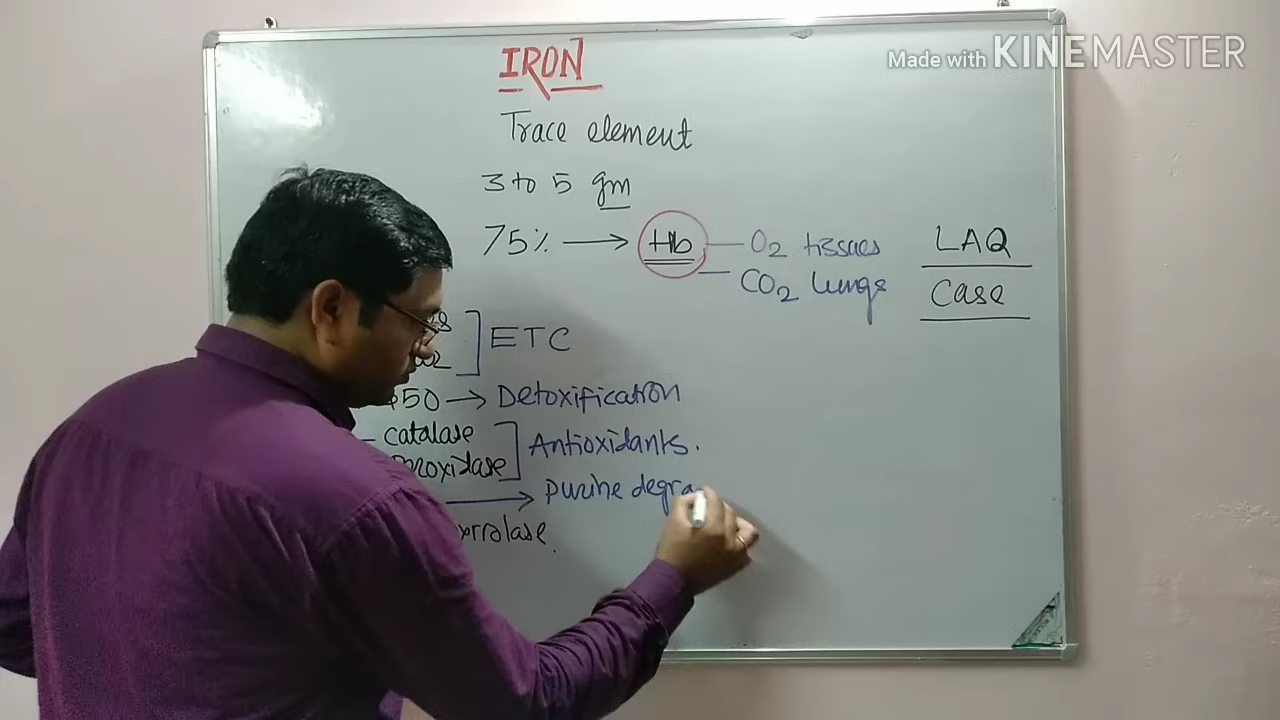 Made with KINEMASTER
IRON
Trace element
3 to 5 gm
75% → Hb — O2 tissues
— CO2 lungs
LAQ
Case
] ETC
450 → Detoxification
— catalase
Peroxidase ] Antioxidants.
→ purine degra